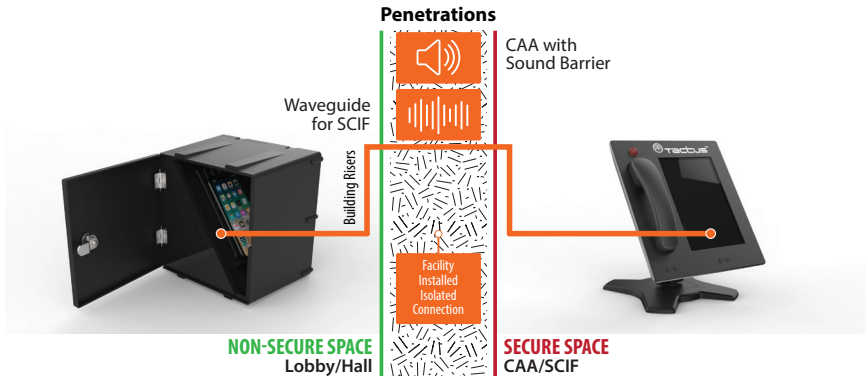 Penetrations
CAA with
Sound Barrier
Waveguide
for SCIF
Building Risers
Tactus
Facility
Installed
Isolated
Connection
NON-SECURE SPACE
Lobby/Hall
SECURE SPACE
CAA/SCIF